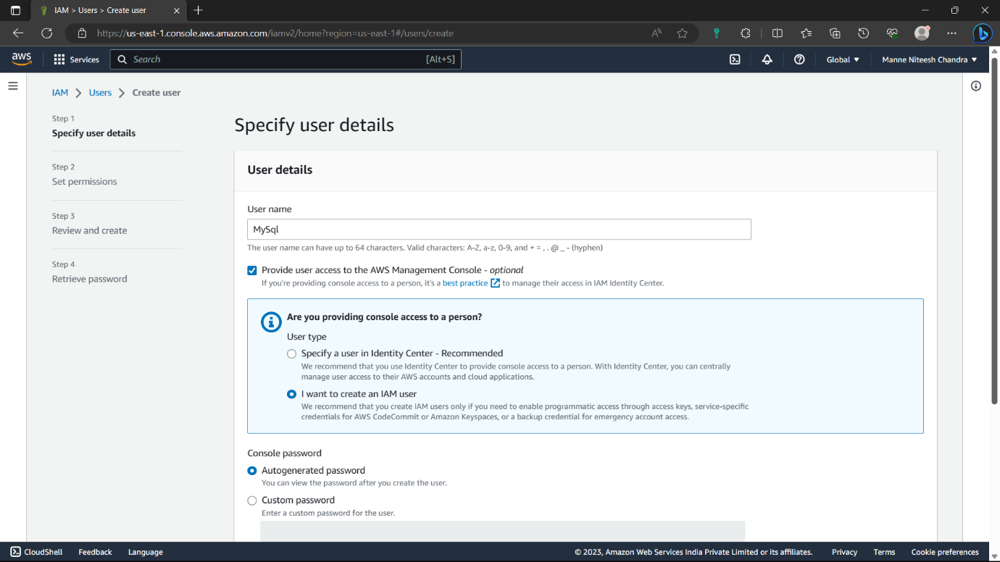 IAM > Users > Create user
https://us-east-1.console.aws.amazon.com/iamv2/home?region=us-east-1#/users/create
aws
Services
Search
[Alt+S]
Global
Manne Niteesh Chandra
IAM > Users > Create user
Step 1
Specify user details
Step 2
Set permissions
Step 3
Review and create
Step 4
Retrieve password
Specify user details
User details
User name
MySql
The user name can have up to 64 characters. Valid characters: A-Z, a-z, 0-9, and + = , . @ _ - (hyphen)
Provide user access to the AWS Management Console - optional
If you're providing console access to a person, it's a best practice to manage their access in IAM Identity Center.
Are you providing console access to a person?
User type
Specify a user in Identity Center - Recommended
We recommend that you use Identity Center to provide console access to a person. With Identity Center, you can centrally
manage user access to their AWS accounts and cloud applications.
I want to create an IAM user
We recommend that you create IAM users only if you need to enable programmatic access through access keys, service-specific
credentials for AWS CodeCommit or Amazon Keyspaces, or a backup credential for emergency account access.
Console password
Autogenerated password
You can view the password after you create the user.
Custom password
Enter a custom password for the user.
CloudShell
Feedback
Language
© 2023, Amazon Web Services India Private Limited or its affiliates.
Privacy
Terms
Cookie preferences